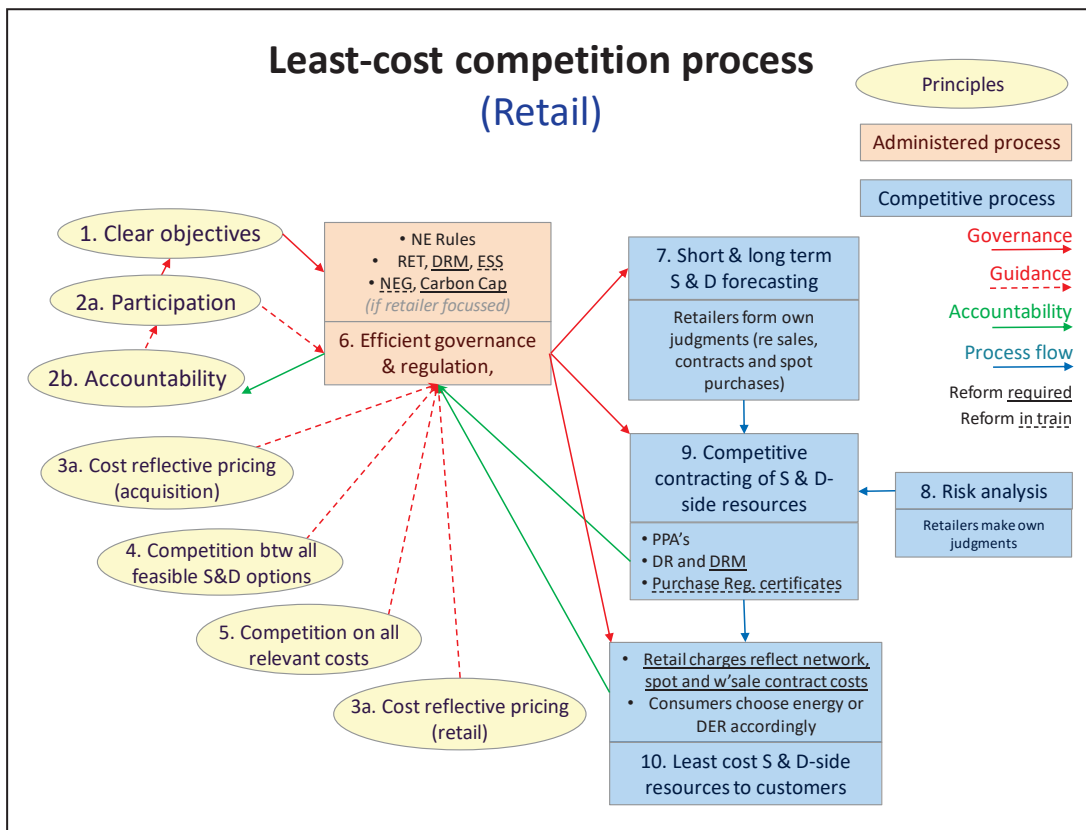 Least-cost competition process
(Retail)
Principles
Administered process
Competitive process
Governance
Guidance
Accountability
Process flow
Reform required
Reform in train
1. Clear objectives
2a. Participation
2b. Accountability
3a. Cost reflective pricing
(acquisition)
4. Competition btw all
feasible S&D options
5. Competition on all
relevant costs
3a. Cost reflective pricing
(retail)
• NE Rules
• RET, DRM, ESS
• NEG, Carbon Cap
(if retailer focussed)
6. Efficient governance
& regulation,
7. Short & long term
S & D forecasting
Retailers form own
judgments (re sales,
contracts and spot
purchases)
9. Competitive
contracting of S & D-
side resources
• PPA's
• DR and DRM
• Purchase Reg. certificates
8. Risk analysis
Retailers make own
judgments
• Retail charges reflect network,
spot and w'sale contract costs
• Consumers choose energy or
DER accordingly
10. Least cost S & D-side
resources to customers